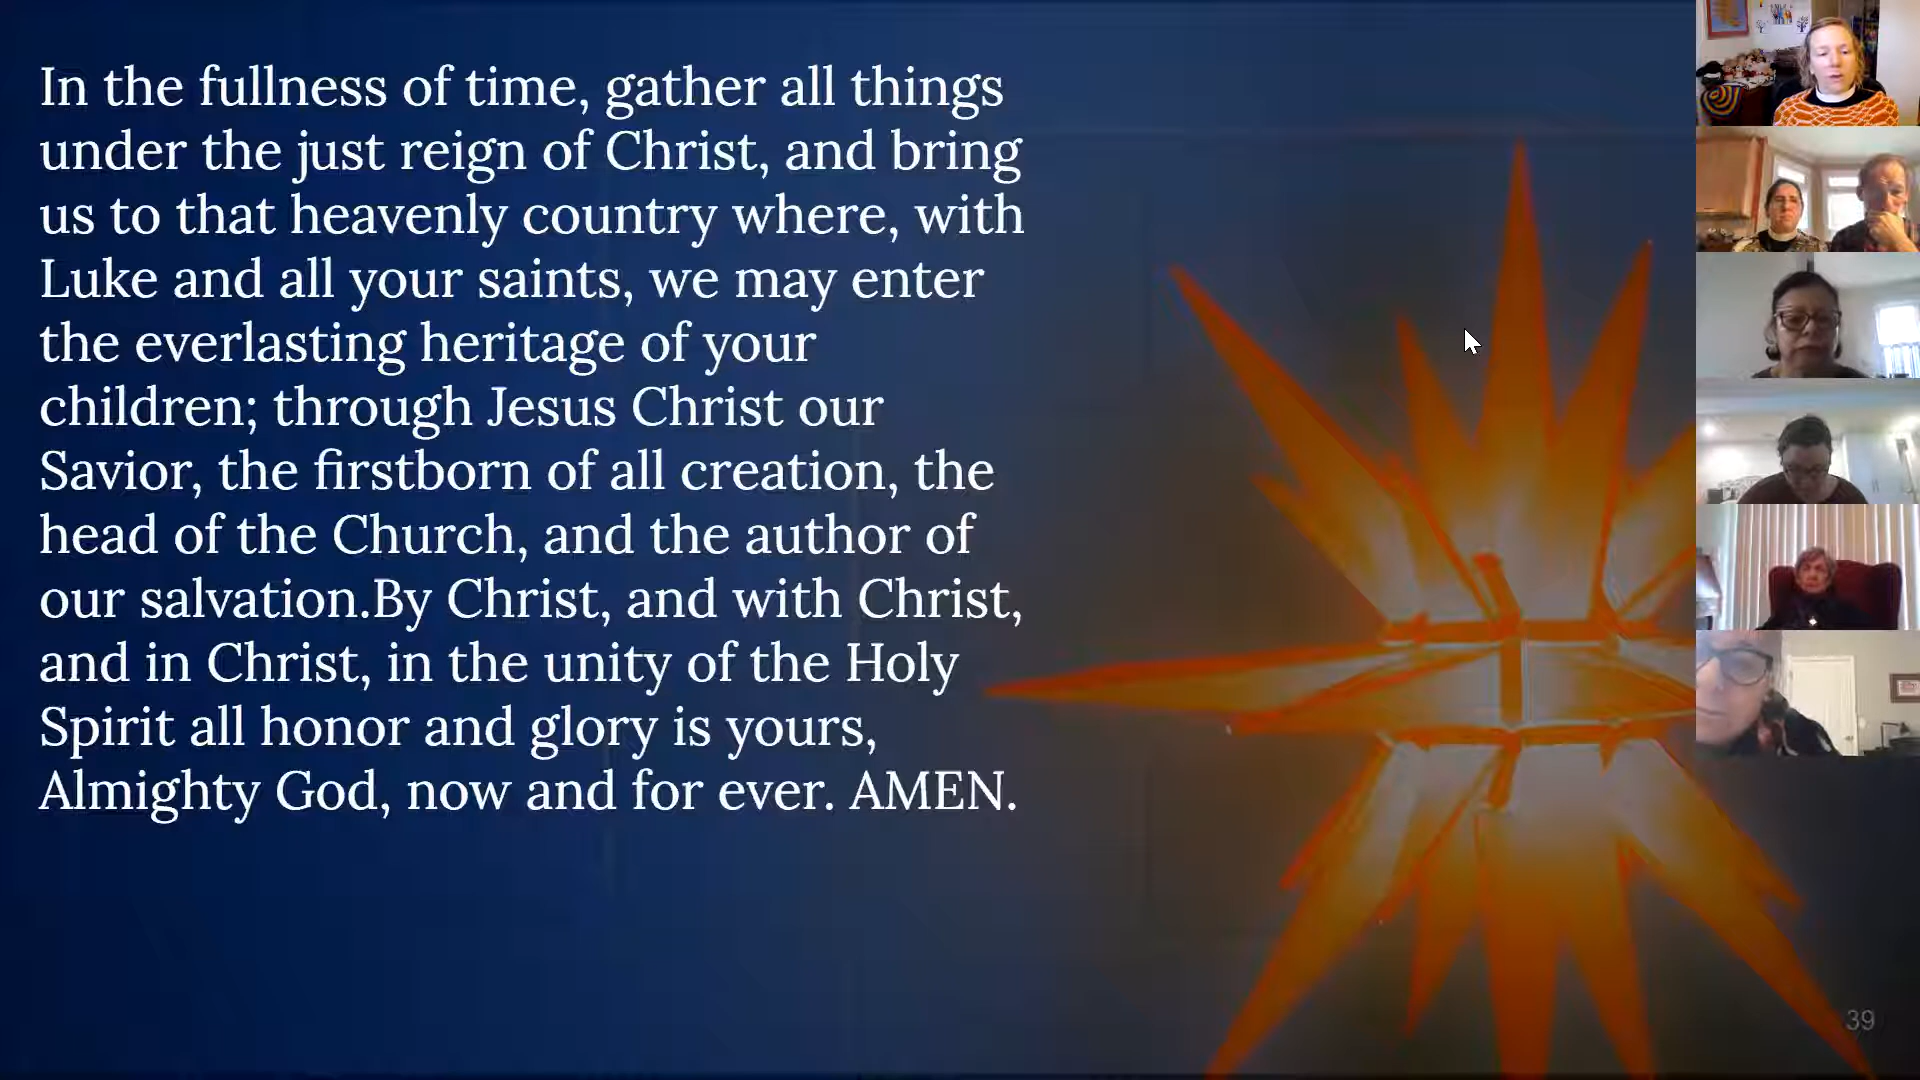 In the fullness of time, gather all things
under the just reign of Christ, and bring
us to that heavenly country where, with
Luke and all your saints, we may enter
the everlasting heritage of your
children; through Jesus Christ our
Savior, the firstborn of all creation, the
head of the Church, and the author of
our salvation.By Christ, and with Christ,
and in Christ, in the unity of the Holy
Spirit all honor and glory is yours,
Almighty God, now and for ever. AMEN.
39